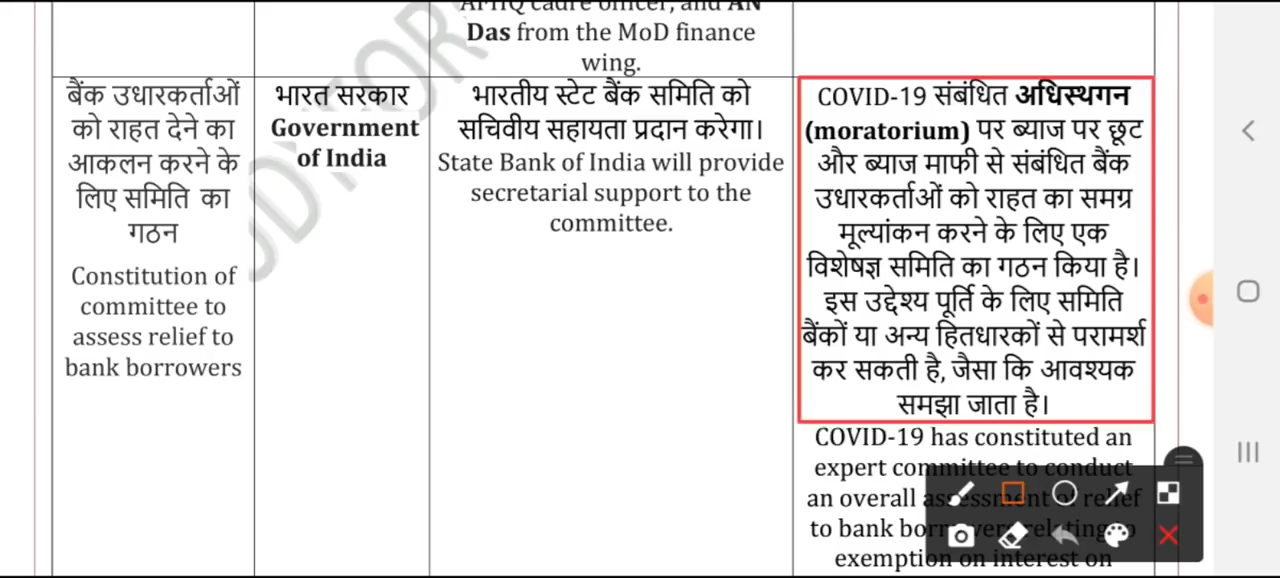 AFHQ cadre officer, and AN
Das from the MoD finance
wing.
बैंक उधारकर्ताओं
को राहत देने का
आकलन करने के
लिए समिति का
गठन
Constitution of
committee to
assess relief to
bank borrowers
भारत सरकार
Government
of India
भारतीय स्टेट बैंक समिति को
सचिवीय सहायता प्रदान करेगा।
State Bank of India will provide
secretarial support to the
committee.
COVID-19 संबंधित अधिस्थगन
(moratorium) पर ब्याज पर छूट
और ब्याज माफी से संबंधित बैंक
उधारकर्ताओं को राहत का समग्र
मूल्यांकन करने के लिए एक
विशेषज्ञ समिति का गठन किया है।
इस उद्देश्य पूर्ति के लिए समिति
बैंकों या अन्य हितधारकों से परामर्श
कर सकती है, जैसा कि आवश्यक
समझा जाता है।
COVID-19 has constituted an
expert committee to conduct
an overall assessment of relief
to bank borrowers relating to
exemption on interest on